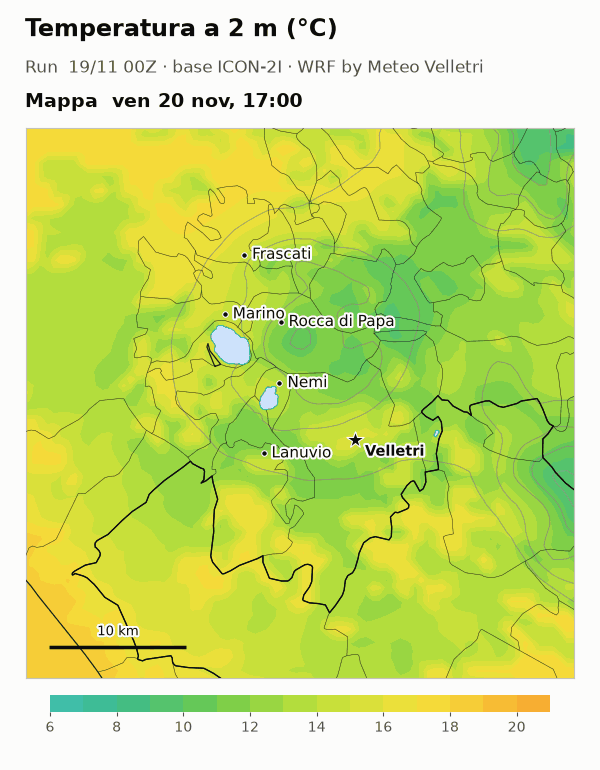 Temperatura a 2 m (°C)
Run 19/11 00Z · base ICON-2I · WRF by Meteo Velletri
Mappa ven 20 nov, 17:00
Frascati
Marino
Rocca di Papa
Nemi
Velletri
Lanuvio
10 km
6 8 10 12 14 16 18 20